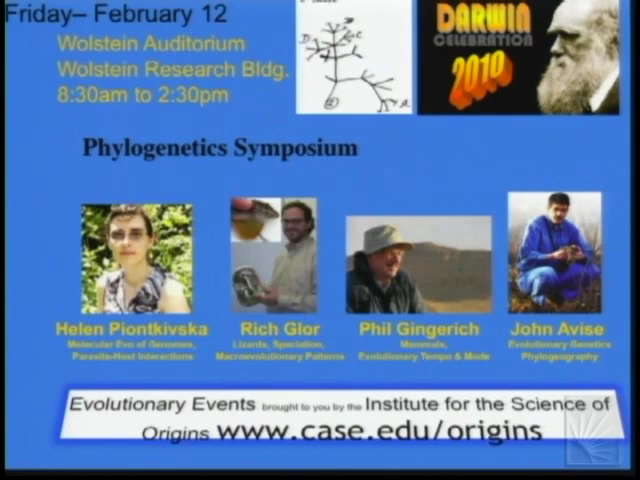 Friday– February 12
Wolstein Auditorium
Wolstein Research Bldg.
8:30am to 2:30pm
DARWIN
CELEBRATION
2010
Phylogenetics Symposium
Helen Piontkivska
Molecular Evo of Genomes,
Parasite-Host Interactions
Rich Glor
Lizards, Speciation,
Macroevolutionary Patterns
Phil Gingerich
Mammals,
Evolutionary Tempo & Mode
John Avise
Evolutionary Genetics
Phylogeography
Evolutionary Events brought to you by the Institute for the Science of
Origins www.case.edu/origins